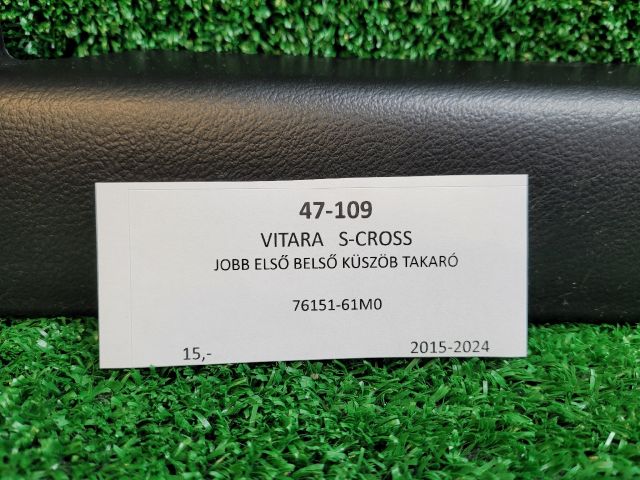 47-109
VITARA S-CROSS
JOBB ELSŐ BELSŐ KÜSZÖB TAKARÓ
76151-61M0
15,- 2015-2024